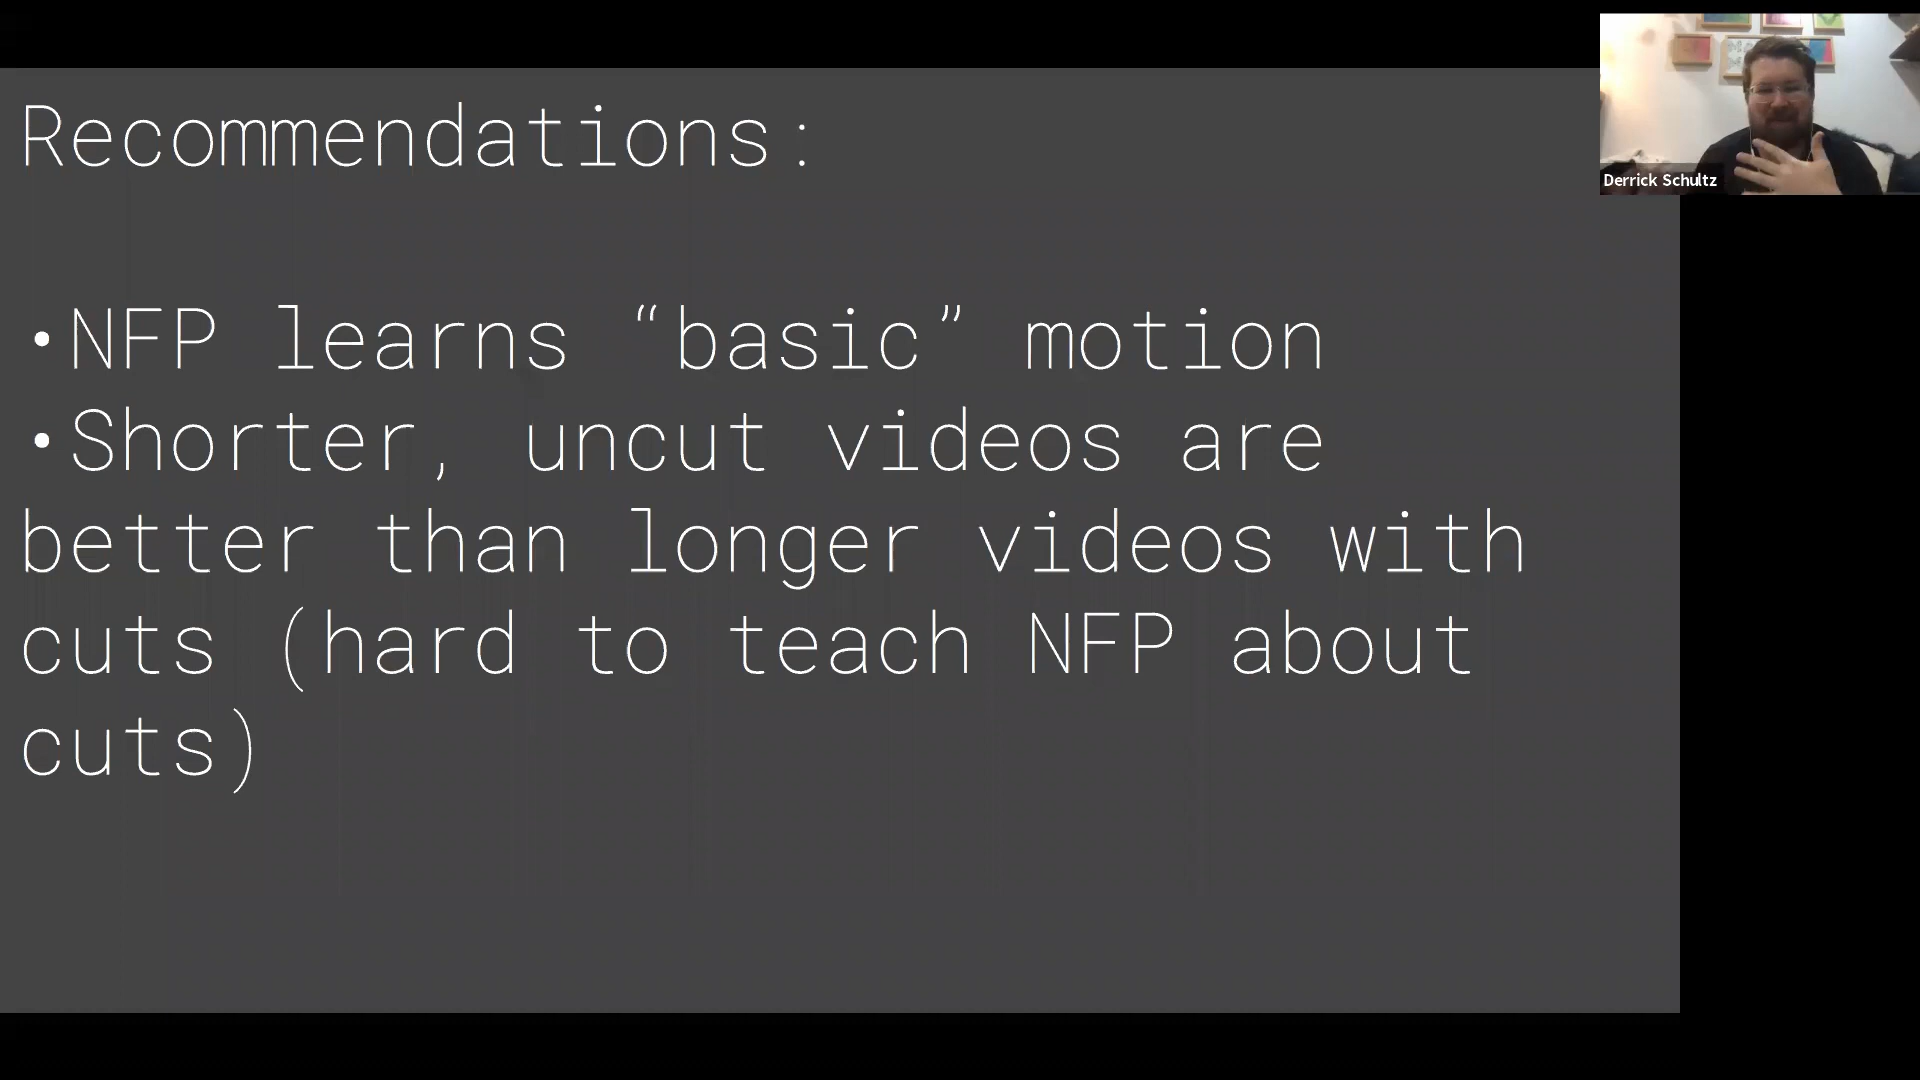 Recommendations:
•NFP learns “basic” motion
•Shorter, uncut videos are
better than longer videos with
cuts (hard to teach NFP about
cuts)
Derrick Schultz